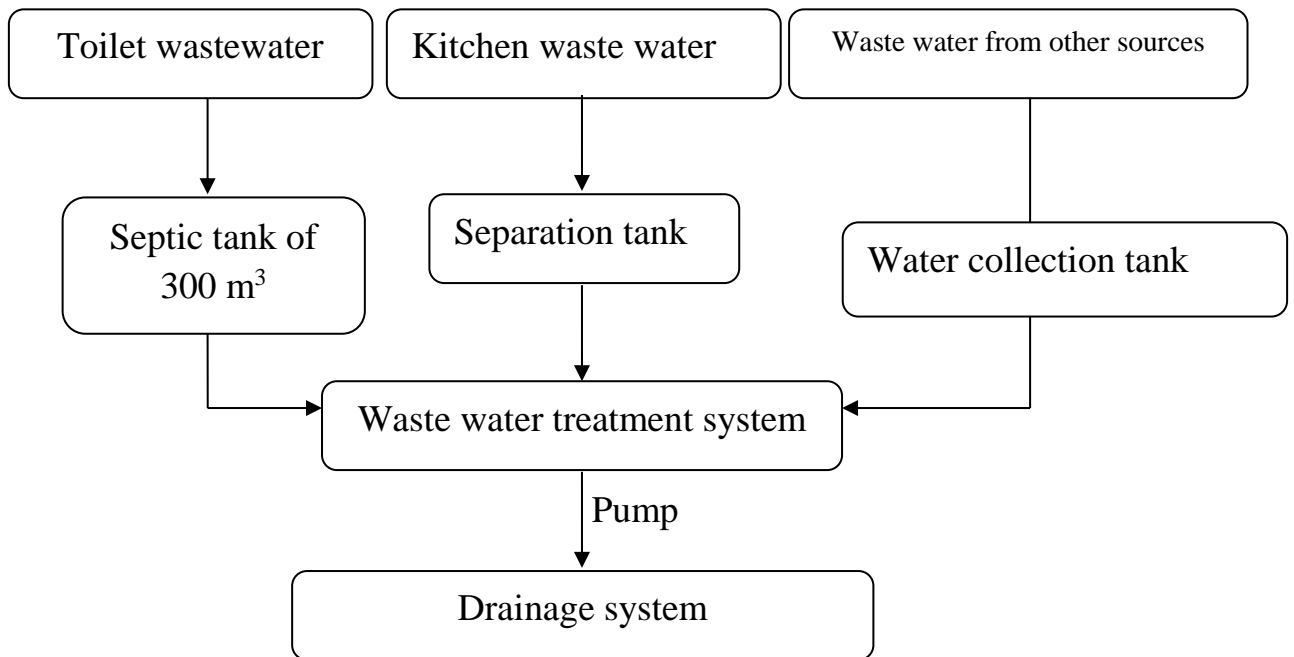 Toilet wastewater
Kitchen waste water
Waste water from other sources
Septic tank of
300 m³
Separation tank
Water collection tank
Waste water treatment system
Pump
Drainage system